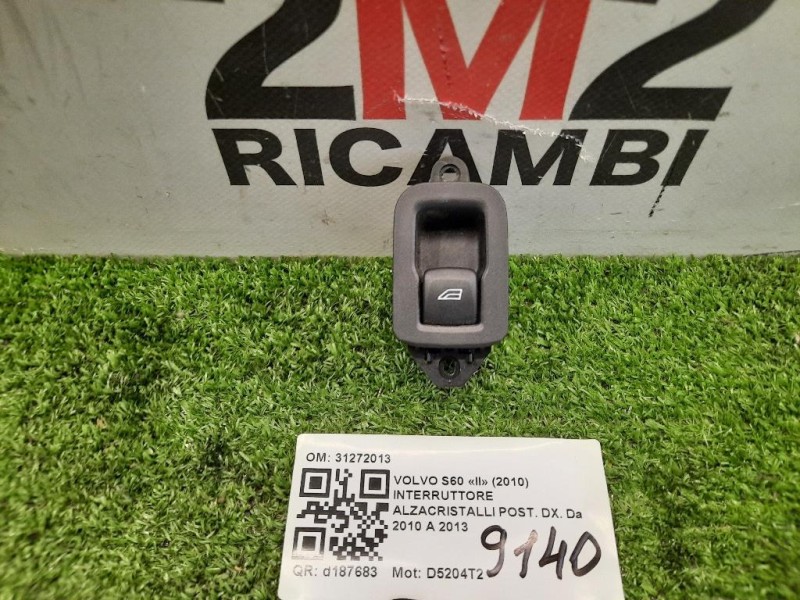 2M2
RICAMBI
OM: 31272013
VOLVO S60 «II» (2010)
INTERRUTTORE
ALZACRISTALLI POST. DX. Da
2010 A 2013
9140
QR: d187683 Mot: D5204T2